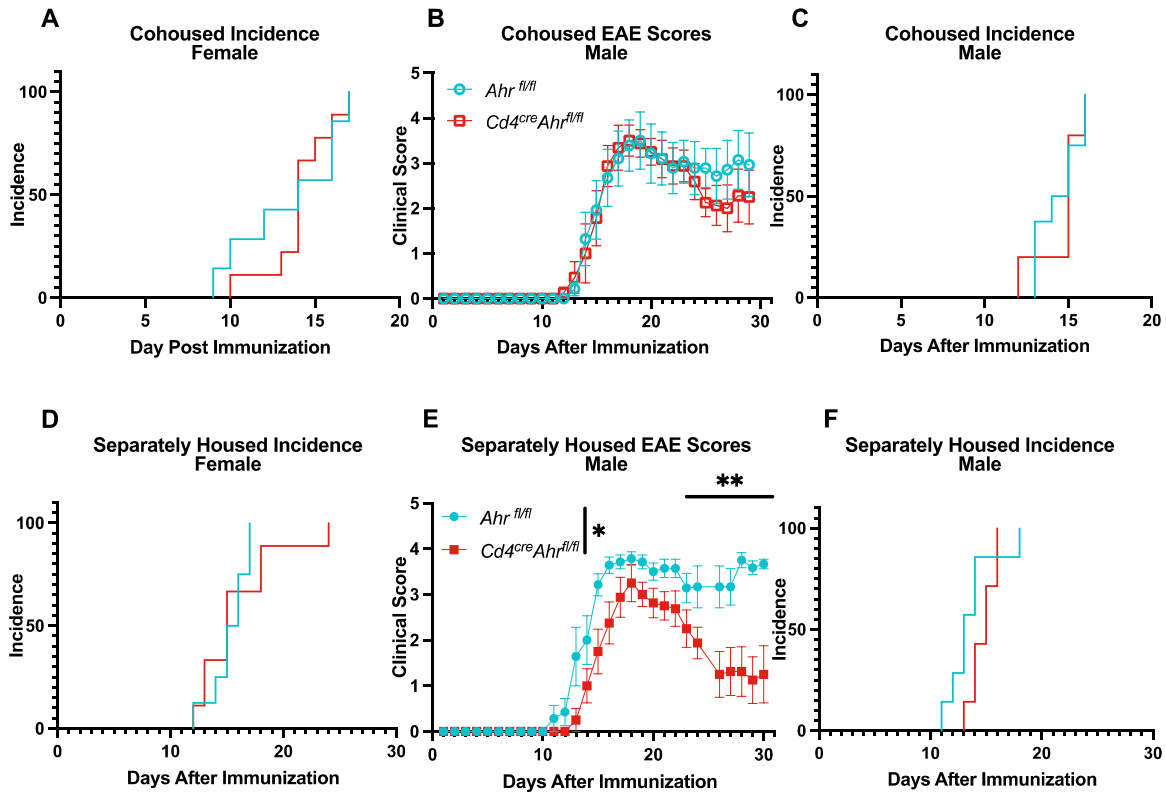 A
Cohoused Incidence
Female
Incidence
100
50
0
0 5 10 15 20
Day Post Immunization
B
Cohoused EAE Scores
Male
Ahr fl/fl
Cd4creAhrfl/fl
Clinical Score
5
4
3
2
1
0
0 10 20 30
Days After Immunization
C
Cohoused Incidence
Male
Incidence
100
50
0
0 5 10 15 20
Days After Immunization
D
Separately Housed Incidence
Female
Incidence
100
50
0
0 10 20 30
Days After Immunization
E
Separately Housed EAE Scores
Male
**
Ahr fl/fl
*
Cd4creAhrfl/fl
Clinical Score
5
4
3
2
1
0
0 10 20 30
Days After Immunization
F
Separately Housed Incidence
Male
Incidence
100
50
0
0 10 20 30
Days After Immunization